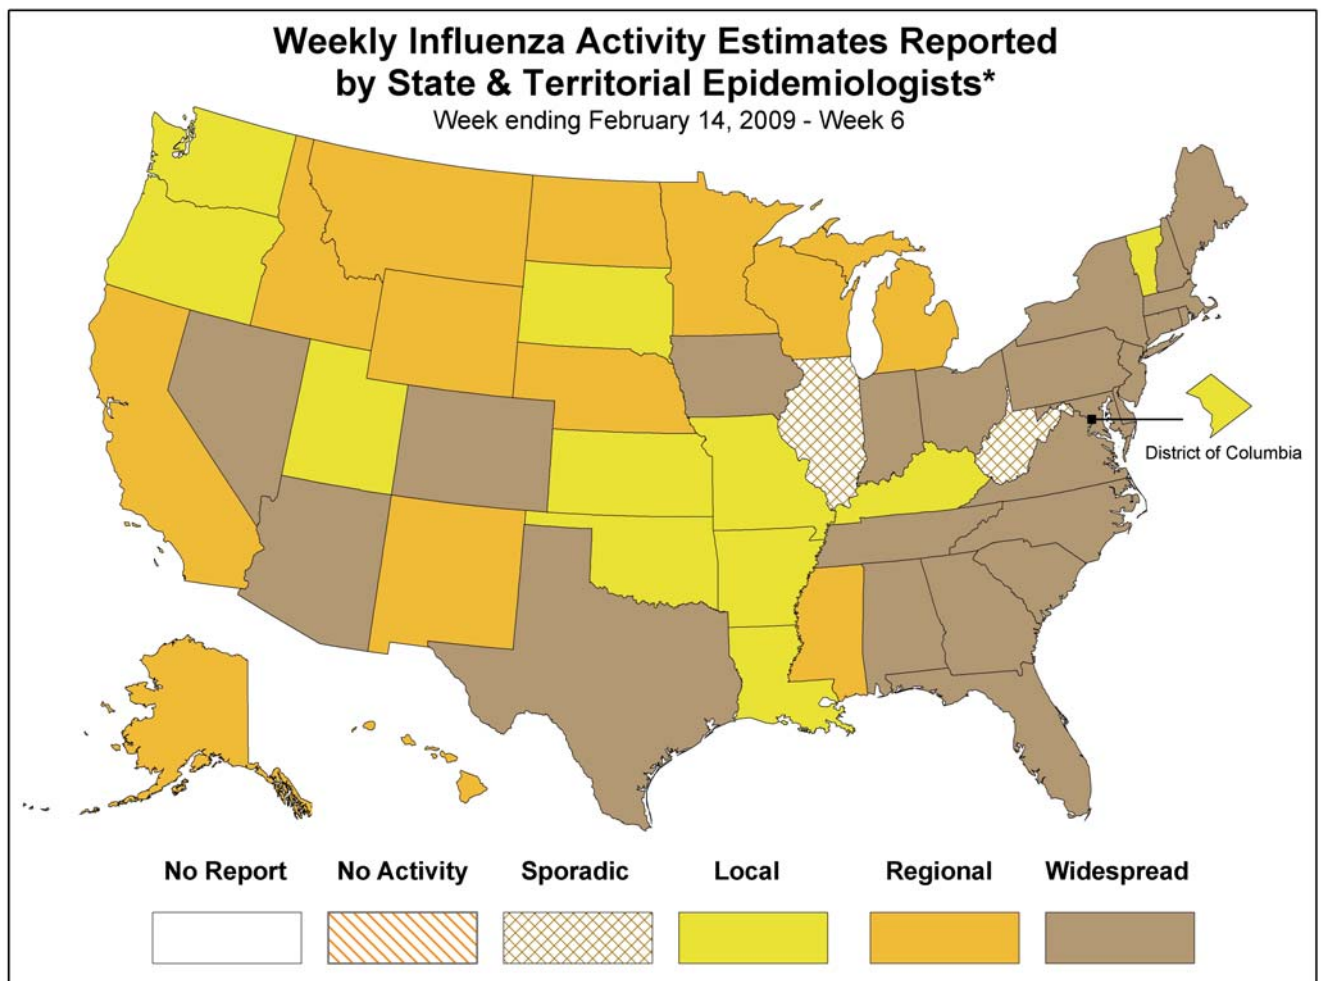 Weekly Influenza Activity Estimates Reported
by State & Territorial Epidemiologists*
Week ending February 14, 2009 - Week 6
District of Columbia
No Report No Activity Sporadic Local Regional Widespread